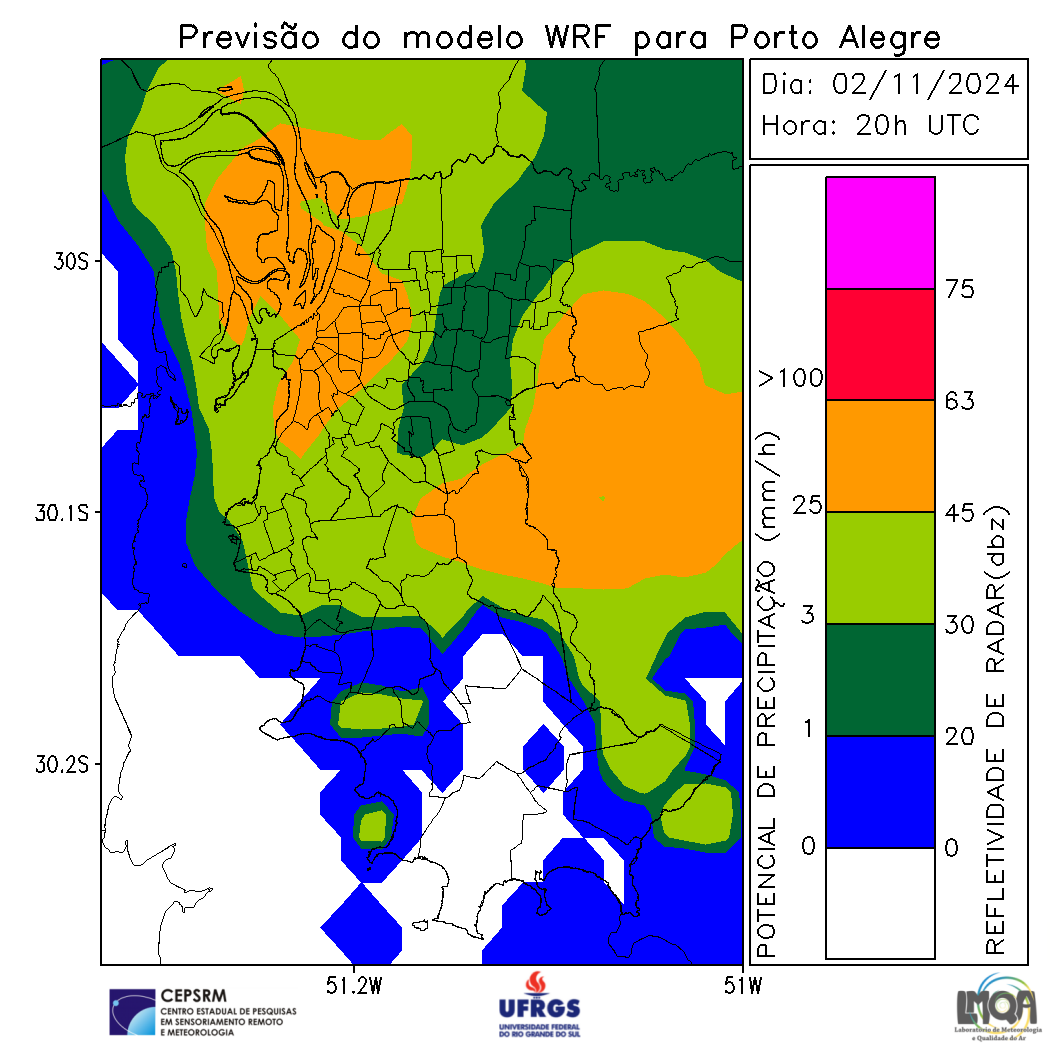 Previsão do modelo WRF para Porto Alegre
Dia: 02/11/2024
Hora: 20h UTC
30S
30.1S
30.2S
51.2W
51W
POTENCIAL DE PRECIPITAÇÃO (mm/h)
>100
25
3
1
0
75
63
45
30
20
0
REFLETIVIDADE DE RADAR(dbz)
CEPSRM
CENTRO ESTADUAL DE PESQUISAS
EM SENSORIAMENTO REMOTO
E METEOROLOGIA
UFRGS
UNIVERSIDADE FEDERAL
DO RIO GRANDE DO SUL
LMQA
Laboratório de Meteorologia
e Qualidade do Ar